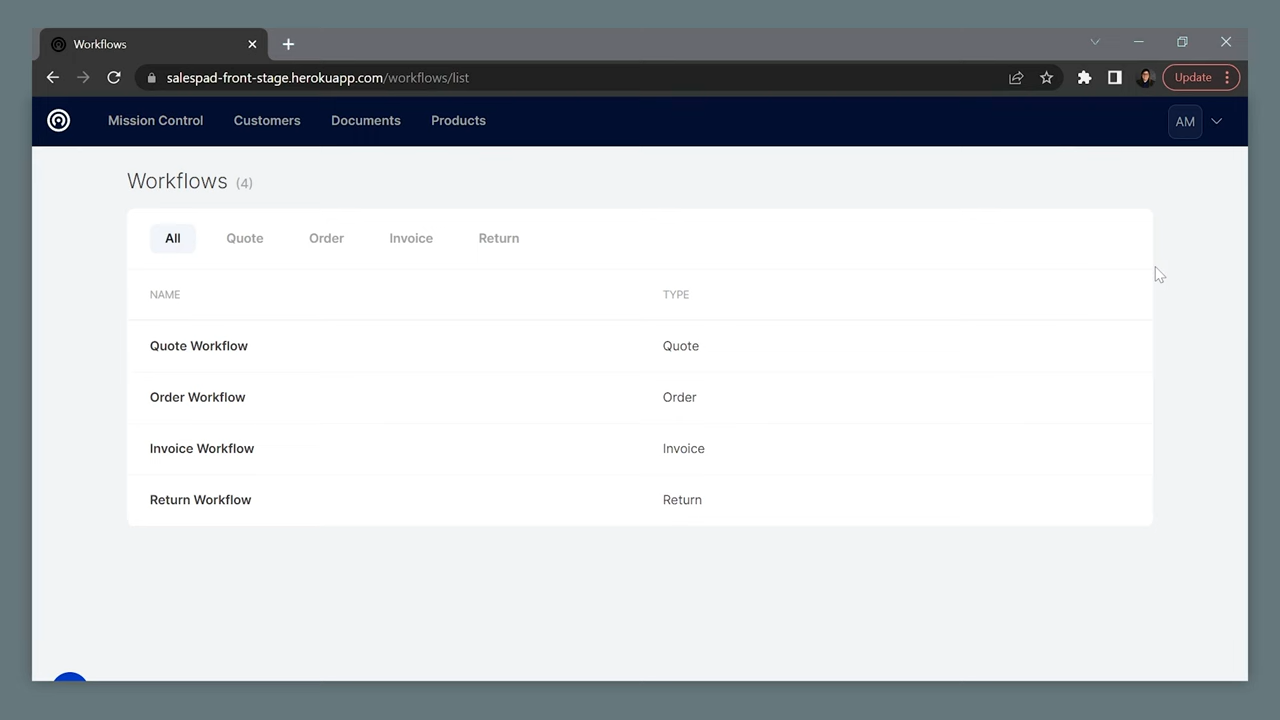 Workflows
salespad-front-stage.herokuapp.com/workflows/list
Update
Mission Control Customers Documents Products
AM
Workflows (4)
All Quote Order Invoice Return
NAME TYPE
Quote Workflow Quote
Order Workflow Order
Invoice Workflow Invoice
Return Workflow Return